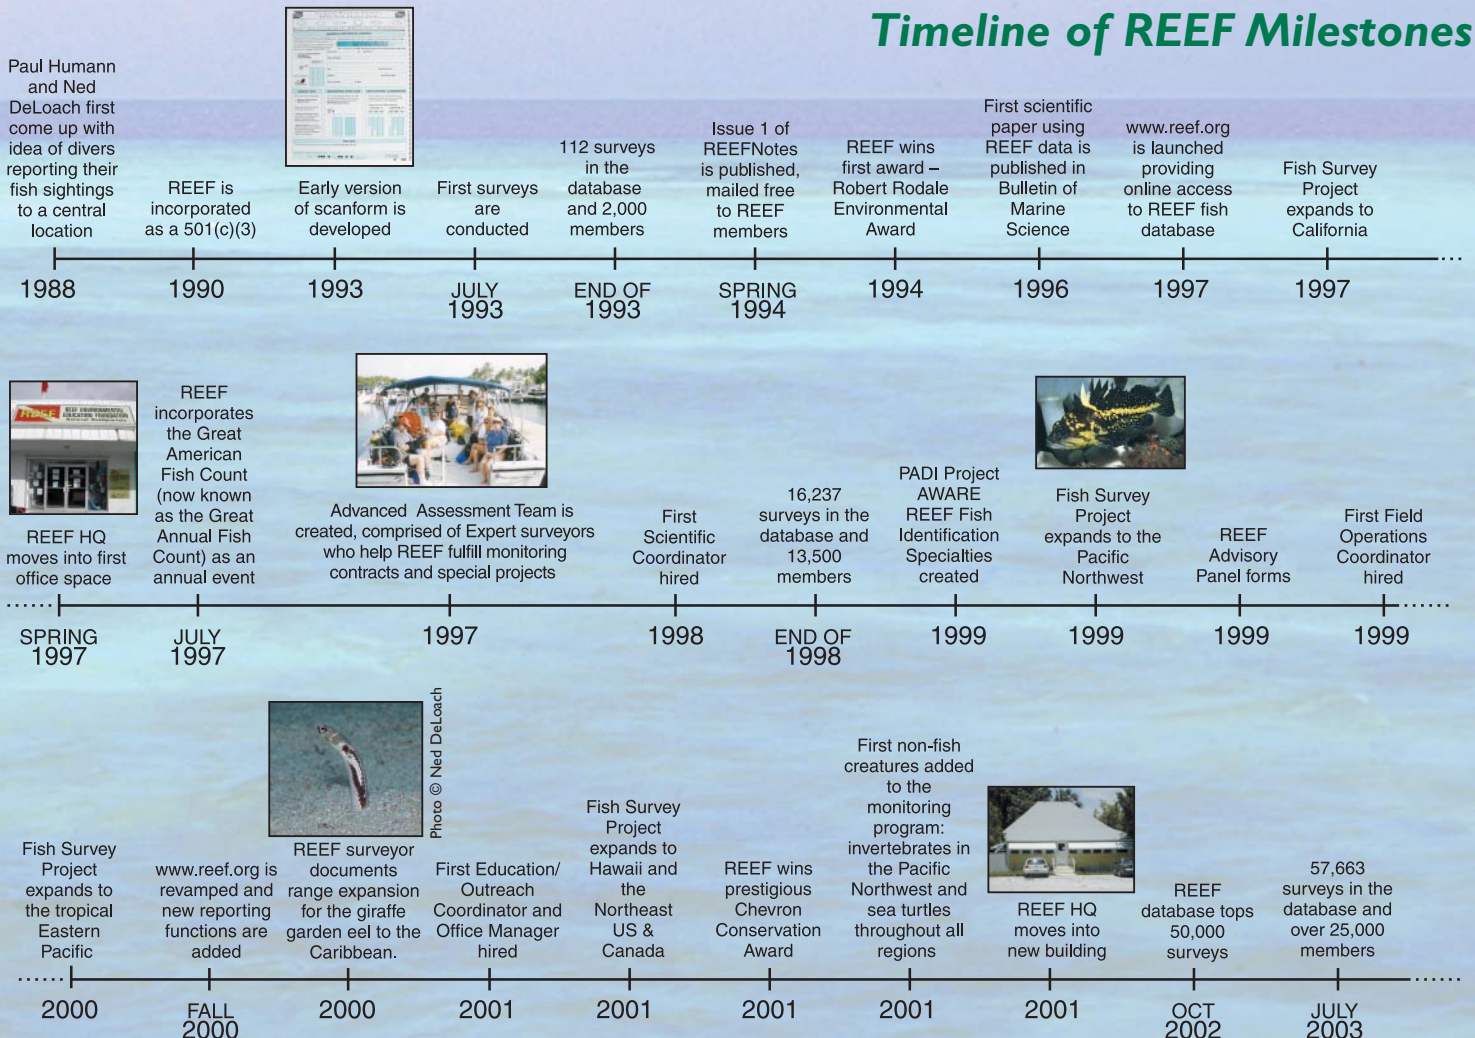 Timeline of REEF Milestones
Paul Humann
and Ned
DeLoach first
come up with
idea of divers
reporting their
fish sightings
to a central
location
1988
REEF is
incorporated
as a 501(c)(3)
1990
Early version
of scanform is
developed
1993
First surveys
are
conducted
JULY
1993
112 surveys
in the
database
and 2,000
members
END OF
1993
Issue 1 of
REEFNotes
is published,
mailed free
to REEF
members
SPRING
1994
REEF wins
first award –
Robert Rodale
Environmental
Award
1994
First scientific
paper using
REEF data is
published in
Bulletin of
Marine
Science
1996
www.reef.org
is launched
providing
online access
to REEF fish
database
1997
Fish Survey
Project
expands to
California
1997
REEF
REEF ENVIRONMENTAL
EDUCATION FOUNDATION
REEF HQ
moves into first
office space
SPRING
1997
REEF
incorporates
the Great
American
Fish Count
(now known
as the Great
Annual Fish
Count) as an
annual event
JULY
1997
Advanced Assessment Team is
created, comprised of Expert surveyors
who help REEF fulfill monitoring
contracts and special projects
1997
First
Scientific
Coordinator
hired
1998
16,237
surveys in the
database and
13,500
members
END OF
1998
PADI Project
AWARE
REEF Fish
Identification
Specialties
created
1999
Fish Survey
Project
expands to the
Pacific
Northwest
1999
REEF
Advisory
Panel forms
1999
First Field
Operations
Coordinator
hired
1999
Fish Survey
Project
expands to
the tropical
Eastern
Pacific
2000
www.reef.org is
revamped and
new reporting
functions are
added
FALL
2000
Photo © Ned DeLoach
REEF surveyor
documents
range expansion
for the giraffe
garden eel to the
Caribbean.
2000
First Education/
Outreach
Coordinator and
Office Manager
hired
2001
Fish Survey
Project
expands to
Hawaii and
the
Northeast
US &
Canada
2001
REEF wins
prestigious
Chevron
Conservation
Award
2001
First non-fish
creatures added
to the
monitoring
program:
invertebrates in
the Pacific
Northwest and
sea turtles
throughout all
regions
2001
REEF HQ
moves into
new building
2001
REEF
database tops
50,000
surveys
OCT
2002
57,663
surveys in the
database and
over 25,000
members
JULY
2003